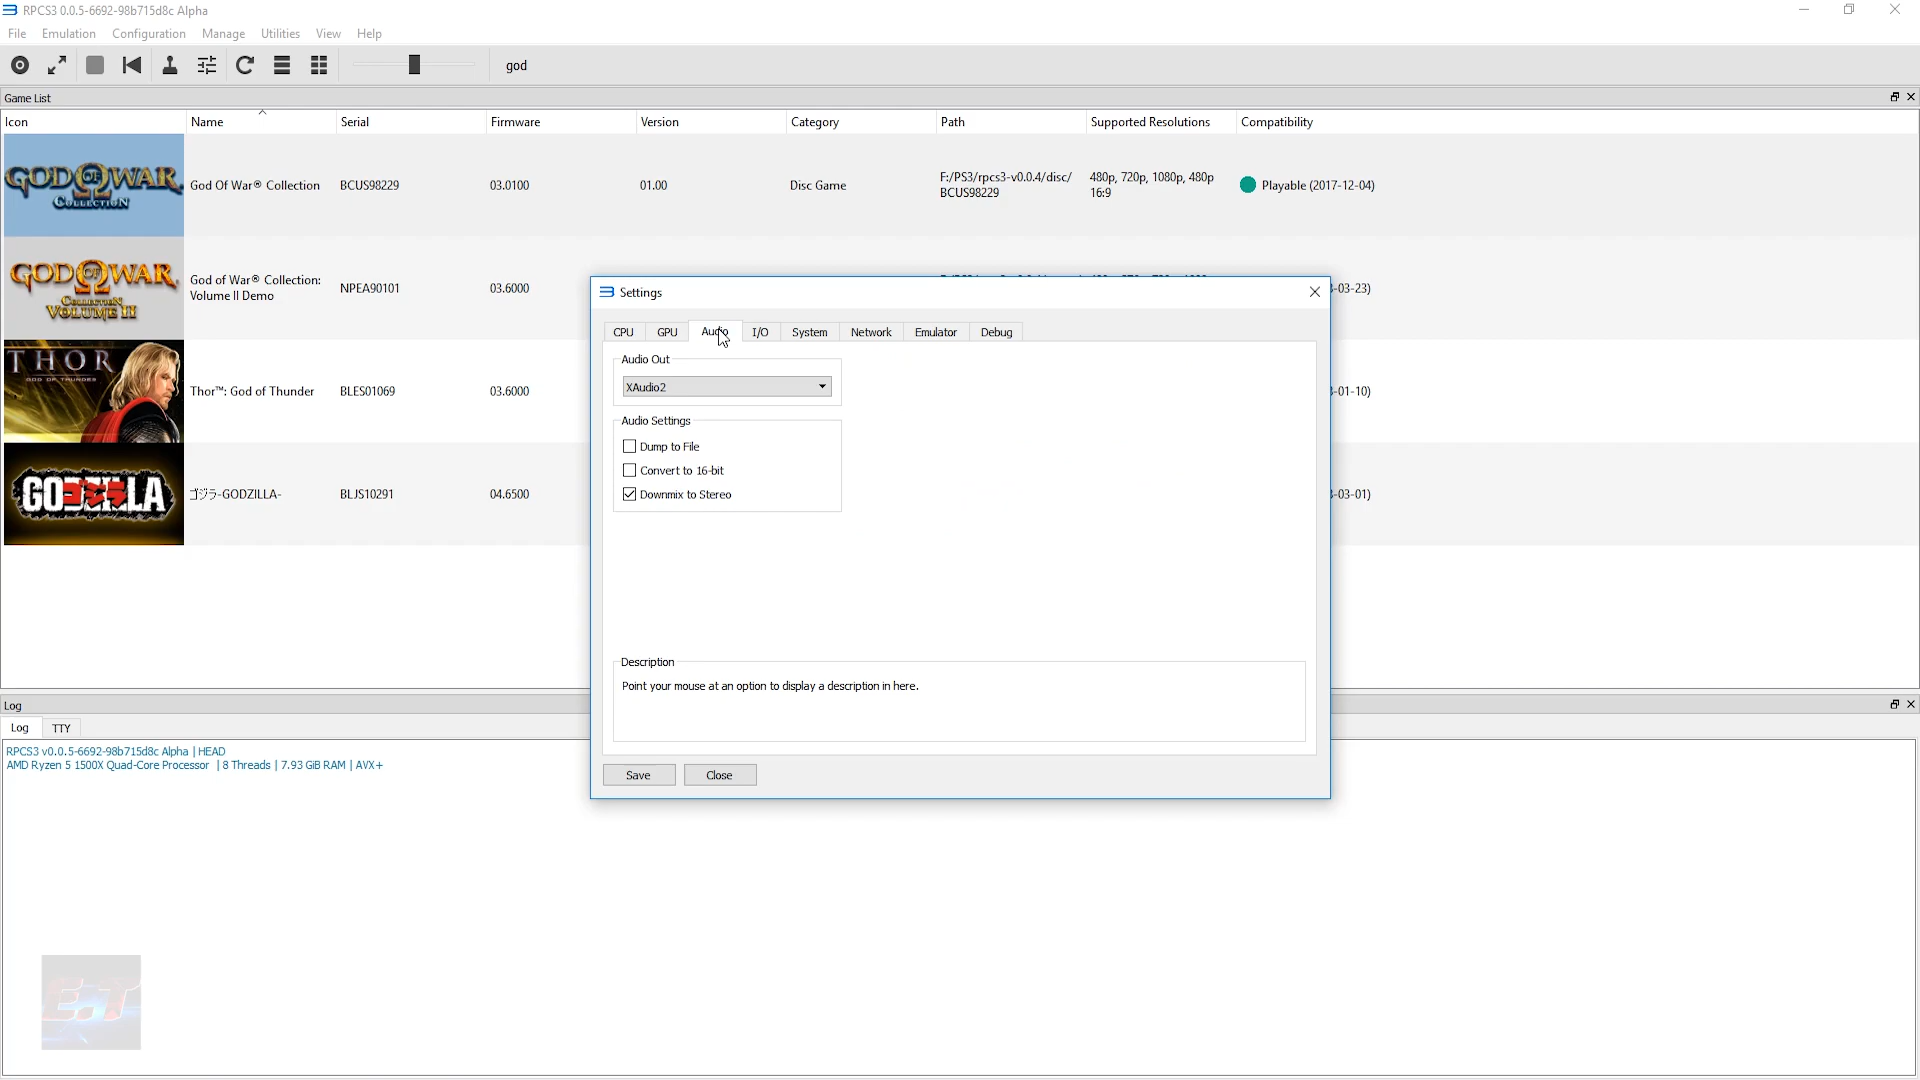 RPCS3 0.0.5-6692-98b715d8c Alpha
File Emulation Configuration Manage Utilities View Help
god
Game List
Icon Name Serial Firmware Version Category Path Supported Resolutions Compatibility
GOD OF WAR
COLLECTION
God Of War® Collection BCUS98229 03.0100 01.00 Disc Game F:/PS3/rpcs3-v0.0.4/disc/ 480p, 720p, 1080p, 480p Playable (2017-12-04)
BCUS98229 16:9
GOD OF WAR
COLLECTION
VOLUME II
God of War® Collection: NPEA90101 03.6000 -03-23)
Volume II Demo
THOR
GOD OF THUNDER
Thor™: God of Thunder BLES01069 03.6000 -01-10)
GODZILLA
ゴジラ-GODZILLA- BLJS10291 04.6500 -03-01)
Settings
CPU GPU Audio I/O System Network Emulator Debug
Audio Out
XAudio2
Audio Settings
Dump to File
Convert to 16-bit
Downmix to Stereo
Description
Point your mouse at an option to display a description in here.
Save Close
Log
Log TTY
RPCS3 v0.0.5-6692-98b715d8c Alpha | HEAD
AMD Ryzen 5 1500X Quad-Core Processor | 8 Threads | 7.93 GiB RAM | AVX+
E.T